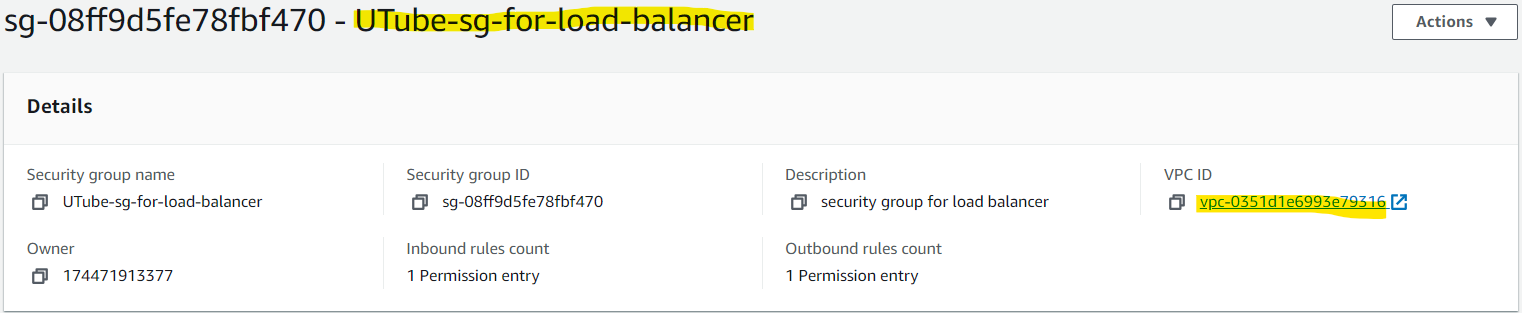 sg-08ff9d5fe78fbf470 - UTube-sg-for-load-balancer
Actions
Details
Security group name
UTube-sg-for-load-balancer
Security group ID
sg-08ff9d5fe78fbf470
Description
security group for load balancer
VPC ID
vpc-0351d1e6993e79316
Owner
174471913377
Inbound rules count
1 Permission entry
Outbound rules count
1 Permission entry